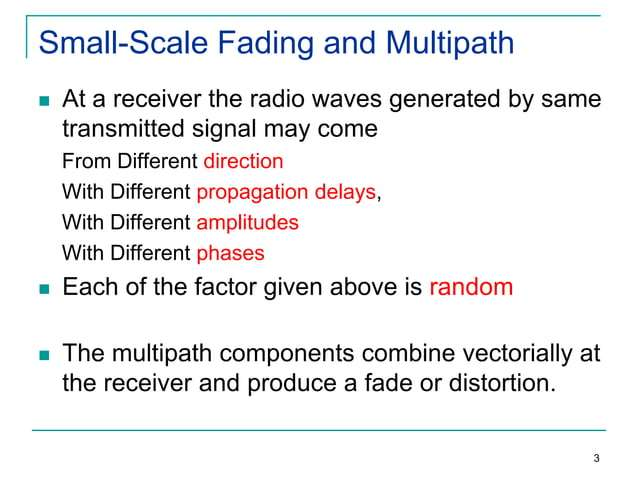 Small-Scale Fading and Multipath
At a receiver the radio waves generated by same
transmitted signal may come
From Different direction
With Different propagation delays,
With Different amplitudes
With Different phases
Each of the factor given above is random
The multipath components combine vectorially at
the receiver and produce a fade or distortion.
3